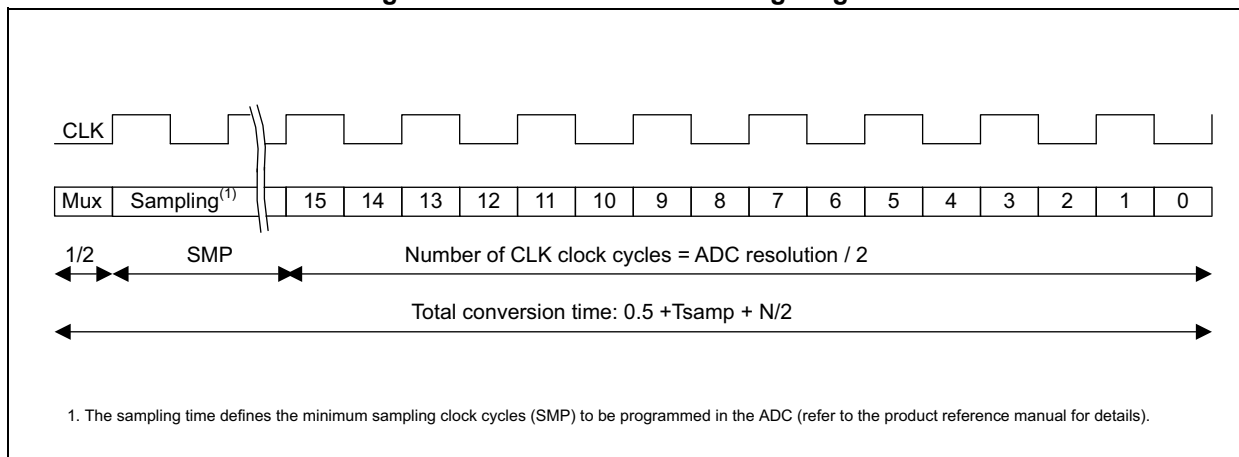 CLK
Mux Sampling(1) 15 14 13 12 11 10 9 8 7 6 5 4 3 2 1 0
1/2 SMP Number of CLK clock cycles = ADC resolution / 2
Total conversion time: 0.5 +Tsamp + N/2
1. The sampling time defines the minimum sampling clock cycles (SMP) to be programmed in the ADC (refer to the product reference manual for details).